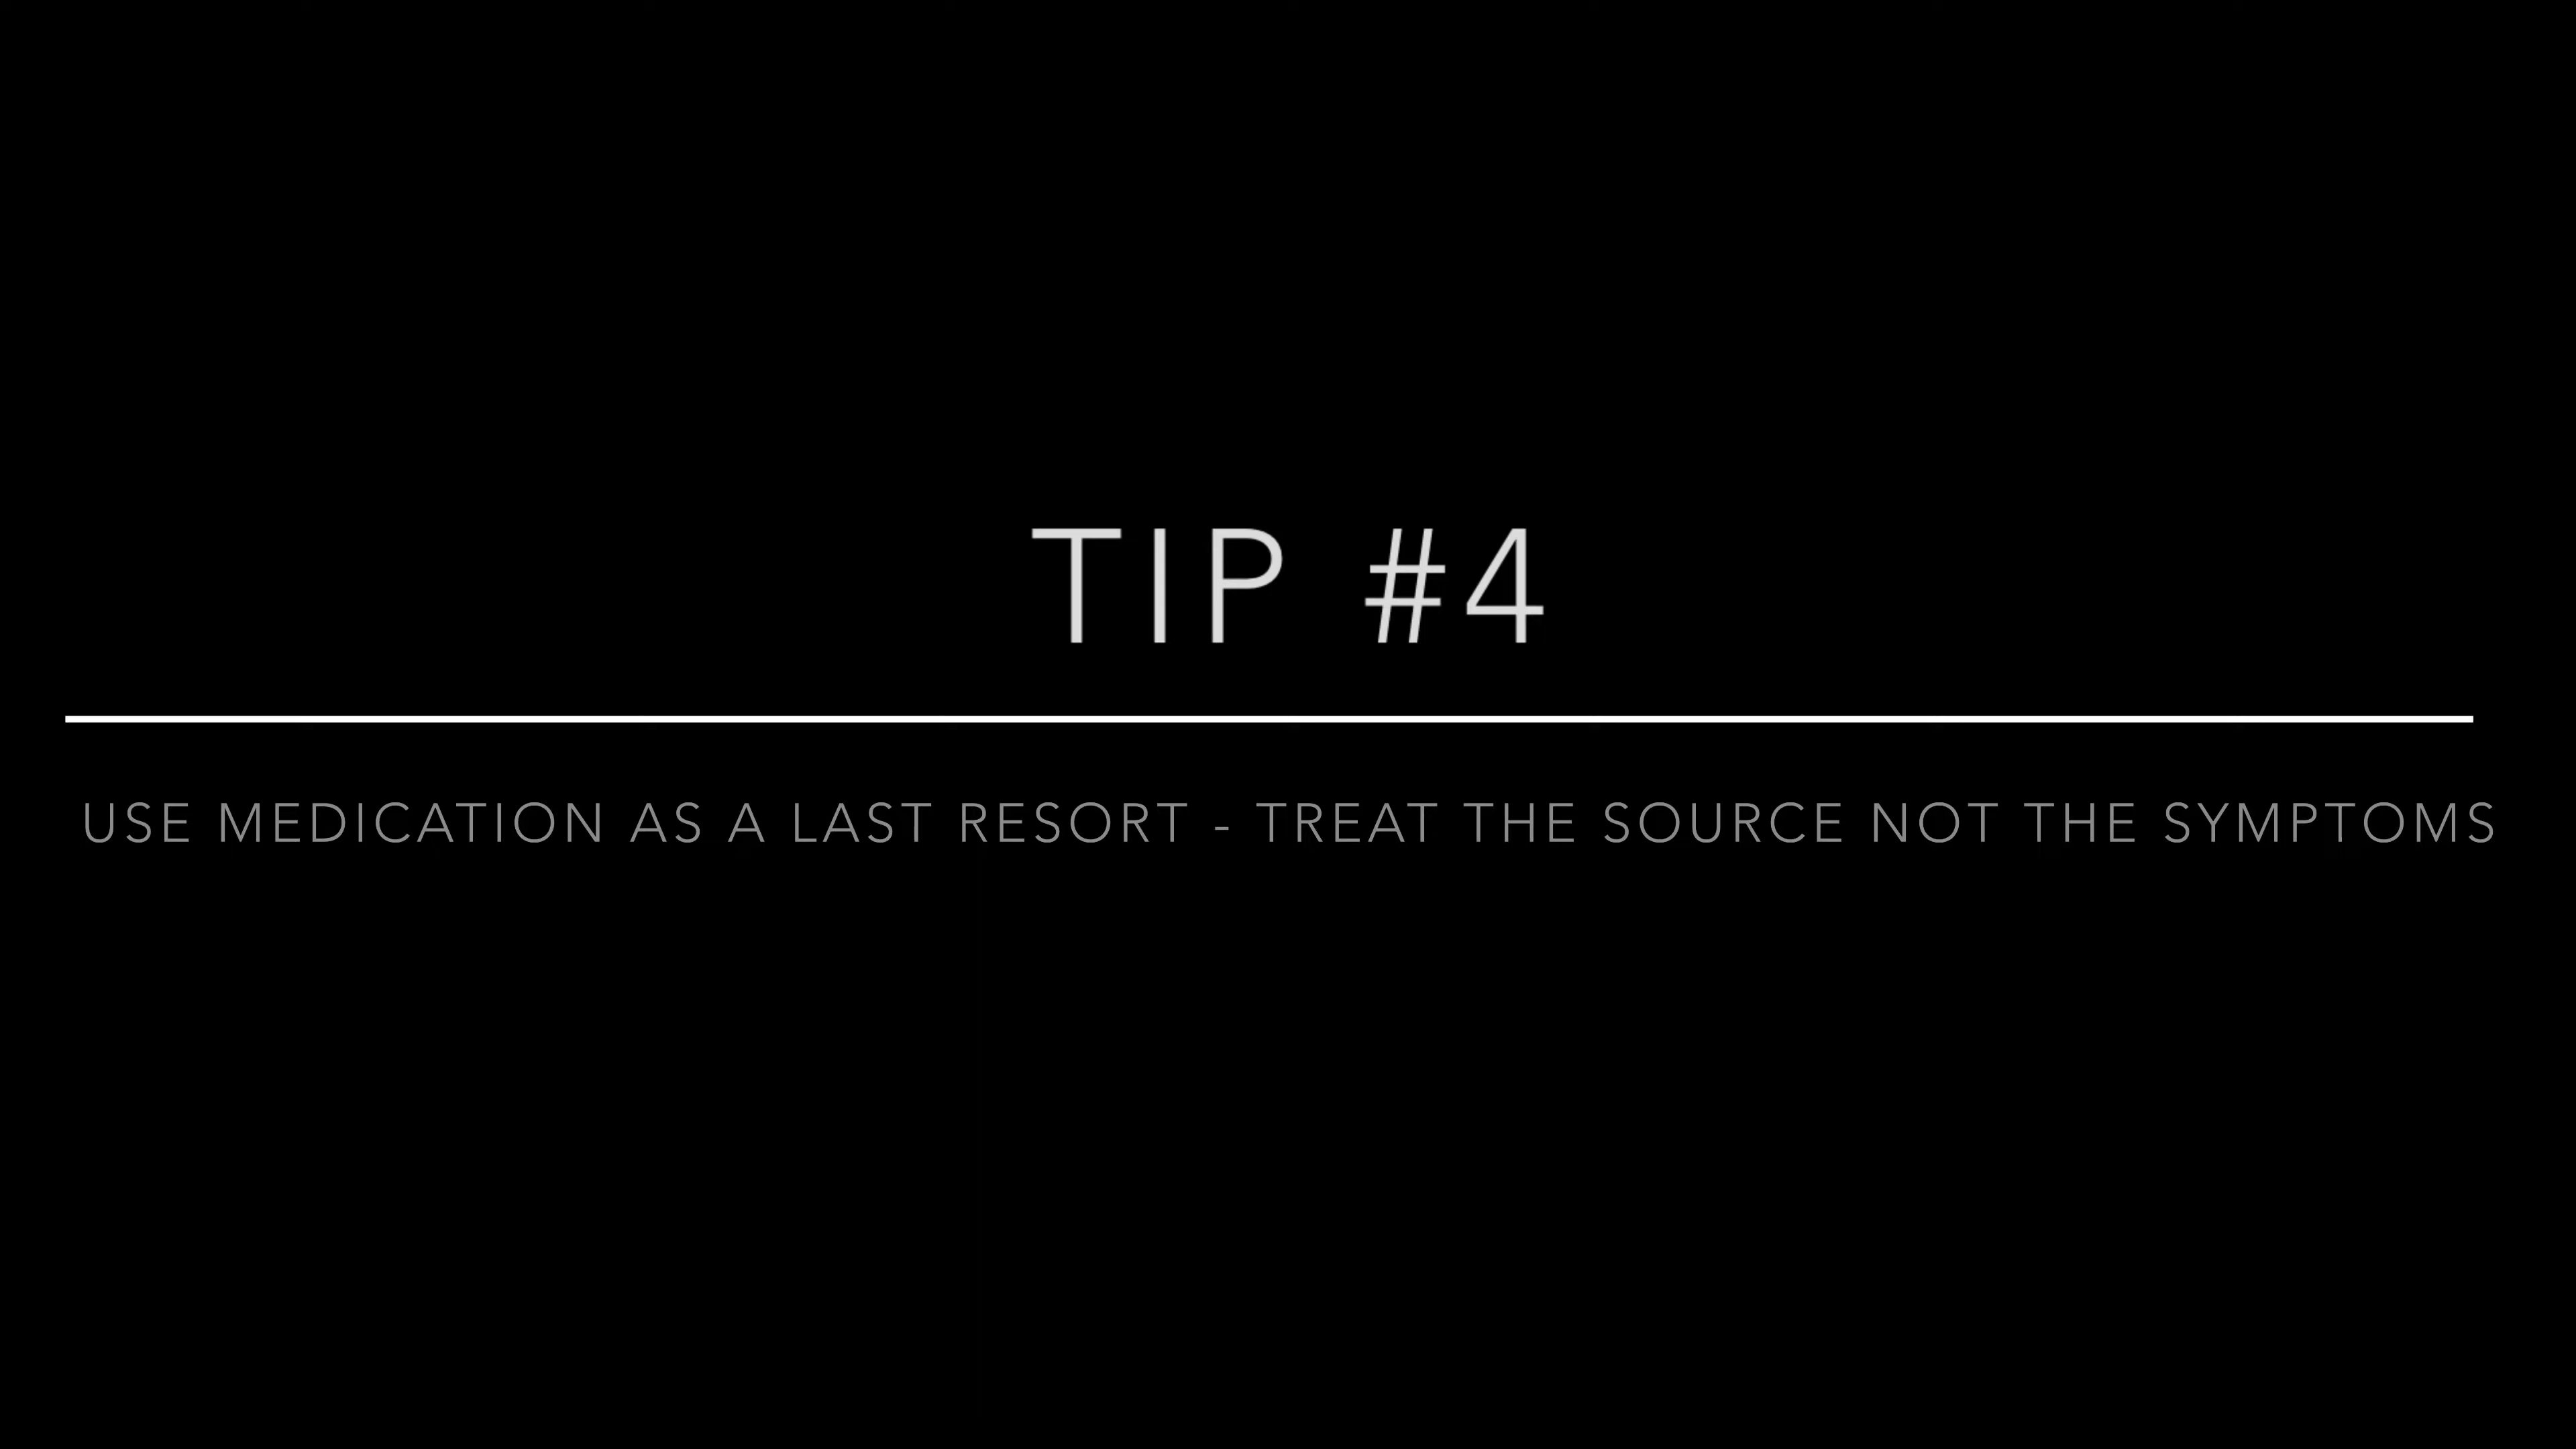 TIP #4
USE MEDICATION AS A LAST RESORT - TREAT THE SOURCE NOT THE SYMPTOMS